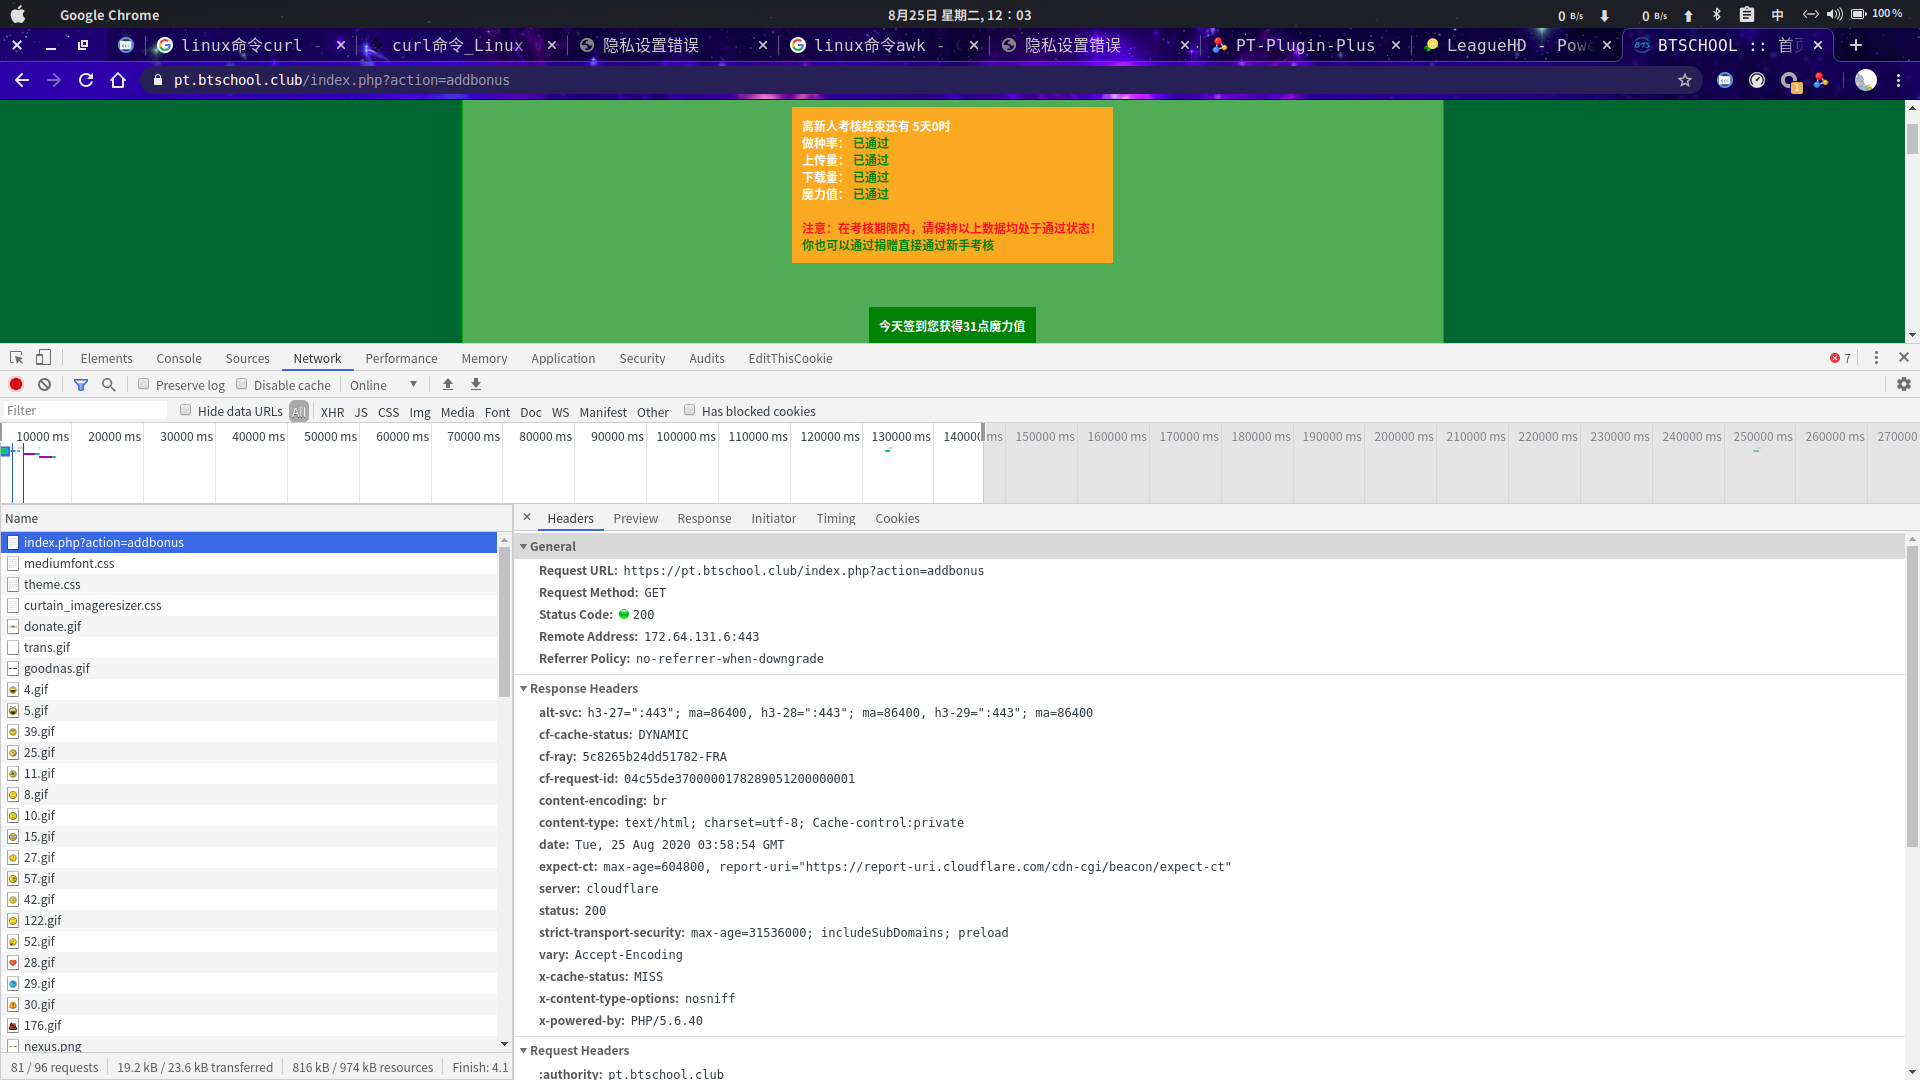 Google Chrome
8月25日 星期二, 12：03
0 B/s
0 B/s
中
100 %
linux命令curl -
curl命令_Linux
隐私设置错误
linux命令awk -
隐私设置错误
PT-Plugin-Plus
LeagueHD - Powe
BTSCHOOL :: 首页
pt.btschool.club/index.php?action=addbonus
1
离新人考核结束还有 5天0时
做种率： 已通过
上传量： 已通过
下载量： 已通过
魔力值： 已通过
注意：在考核期限内，请保持以上数据均处于通过状态！
你也可以通过捐赠直接通过新手考核
今天签到您获得31点魔力值
Elements Console Sources Network Performance Memory Application Security Audits EditThisCookie
7
Preserve log Disable cache Online
Filter Hide data URLs All XHR JS CSS Img Media Font Doc WS Manifest Other Has blocked cookies
10000 ms 20000 ms 30000 ms 40000 ms 50000 ms 60000 ms 70000 ms 80000 ms 90000 ms 100000 ms 110000 ms 120000 ms 130000 ms 140000 ms 150000 ms 160000 ms 170000 ms 180000 ms 190000 ms 200000 ms 210000 ms 220000 ms 230000 ms 240000 ms 250000 ms 260000 ms 270000
Name
index.php?action=addbonus
mediumfont.css
theme.css
curtain_imageresizer.css
donate.gif
trans.gif
goodnas.gif
4.gif
5.gif
39.gif
25.gif
11.gif
8.gif
10.gif
15.gif
27.gif
57.gif
42.gif
122.gif
52.gif
28.gif
29.gif
30.gif
176.gif
nexus.png
81 / 96 requests 19.2 kB / 23.6 kB transferred 816 kB / 974 kB resources Finish: 4.1
Headers Preview Response Initiator Timing Cookies
General
Request URL: https://pt.btschool.club/index.php?action=addbonus
Request Method: GET
Status Code: 200
Remote Address: 172.64.131.6:443
Referrer Policy: no-referrer-when-downgrade
Response Headers
alt-svc: h3-27=":443"; ma=86400, h3-28=":443"; ma=86400, h3-29=":443"; ma=86400
cf-cache-status: DYNAMIC
cf-ray: 5c8265b24dd51782-FRA
cf-request-id: 04c55de3700000178289051200000001
content-encoding: br
content-type: text/html; charset=utf-8; Cache-control:private
date: Tue, 25 Aug 2020 03:58:54 GMT
expect-ct: max-age=604800, report-uri="https://report-uri.cloudflare.com/cdn-cgi/beacon/expect-ct"
server: cloudflare
status: 200
strict-transport-security: max-age=31536000; includeSubDomains; preload
vary: Accept-Encoding
x-cache-status: MISS
x-content-type-options: nosniff
x-powered-by: PHP/5.6.40
Request Headers
:authority: pt.btschool.club